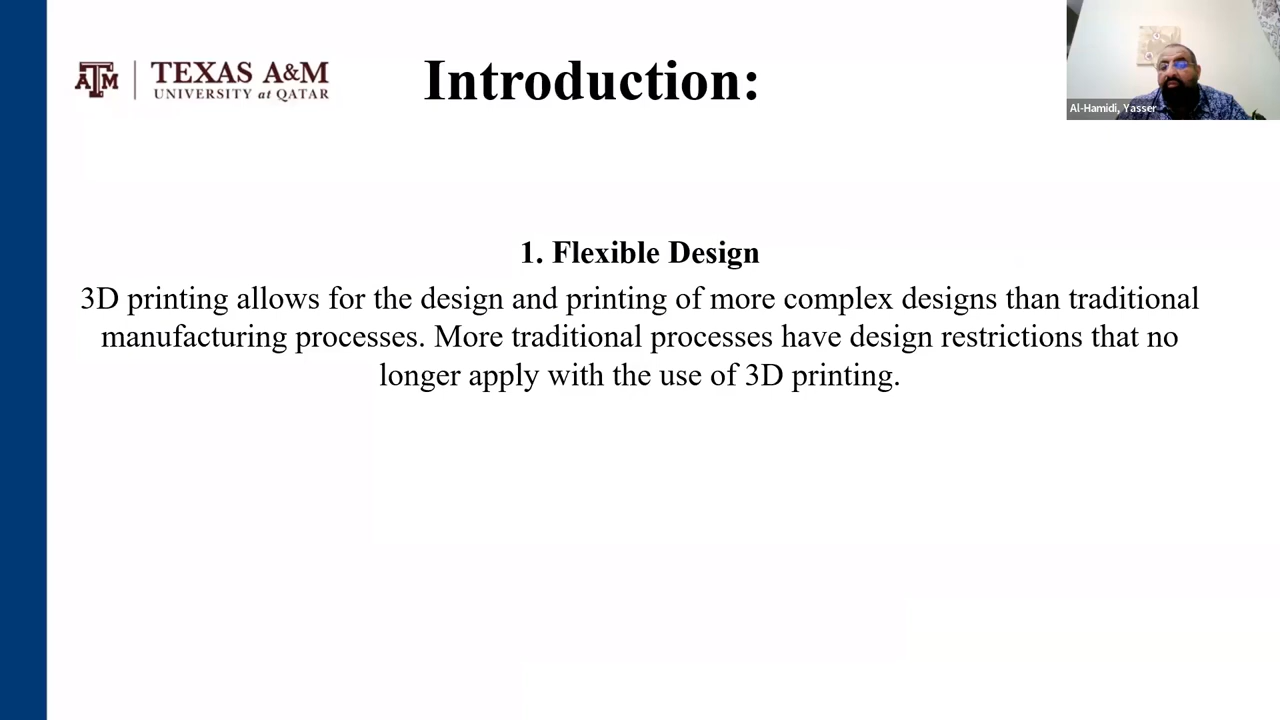 ATM
TEXAS A&M
UNIVERSITY at QATAR
Introduction:
Al-Hamidi, Yasser
1. Flexible Design
3D printing allows for the design and printing of more complex designs than traditional
manufacturing processes. More traditional processes have design restrictions that no
longer apply with the use of 3D printing.